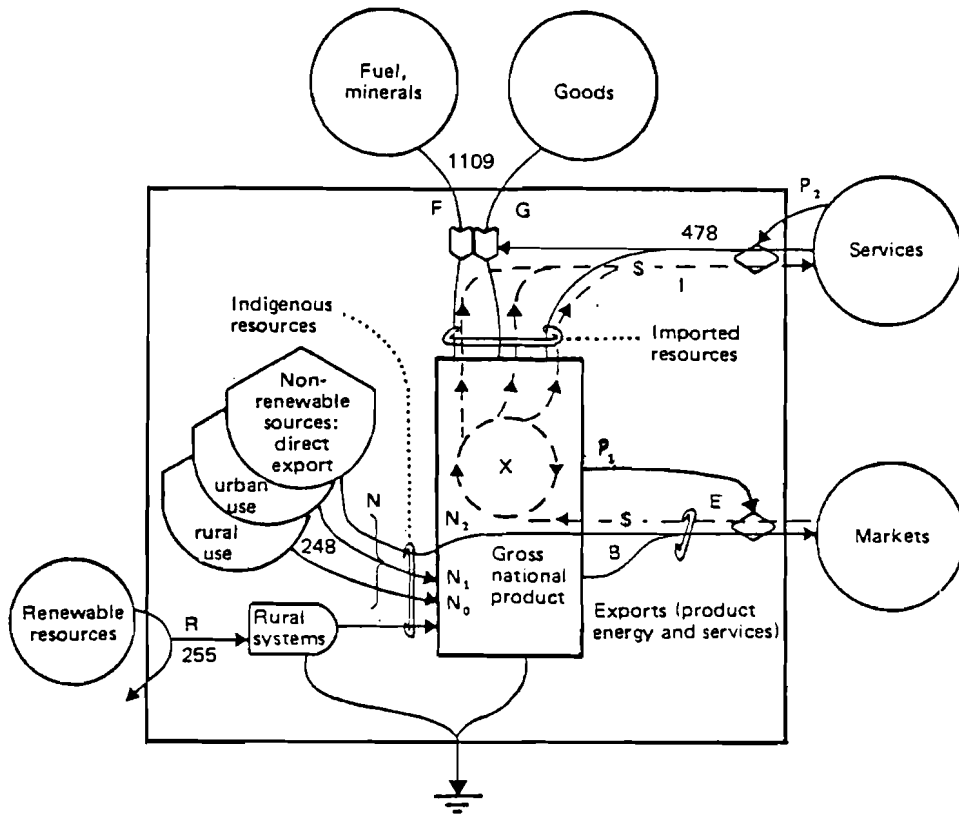 Fuel,
minerals
Goods
1109
F
G
P₂
478
Services
$
I
Indigenous
resources
Imported
resources
Non-
renewable
sources:
direct
export
urban
use
rural
use
N
248
X
P₁
E
$
N₂
B
Markets
N₁
N₀
Gross
national
product
Exports (product
energy and services)
Renewable
resources
R
255
Rural
systems